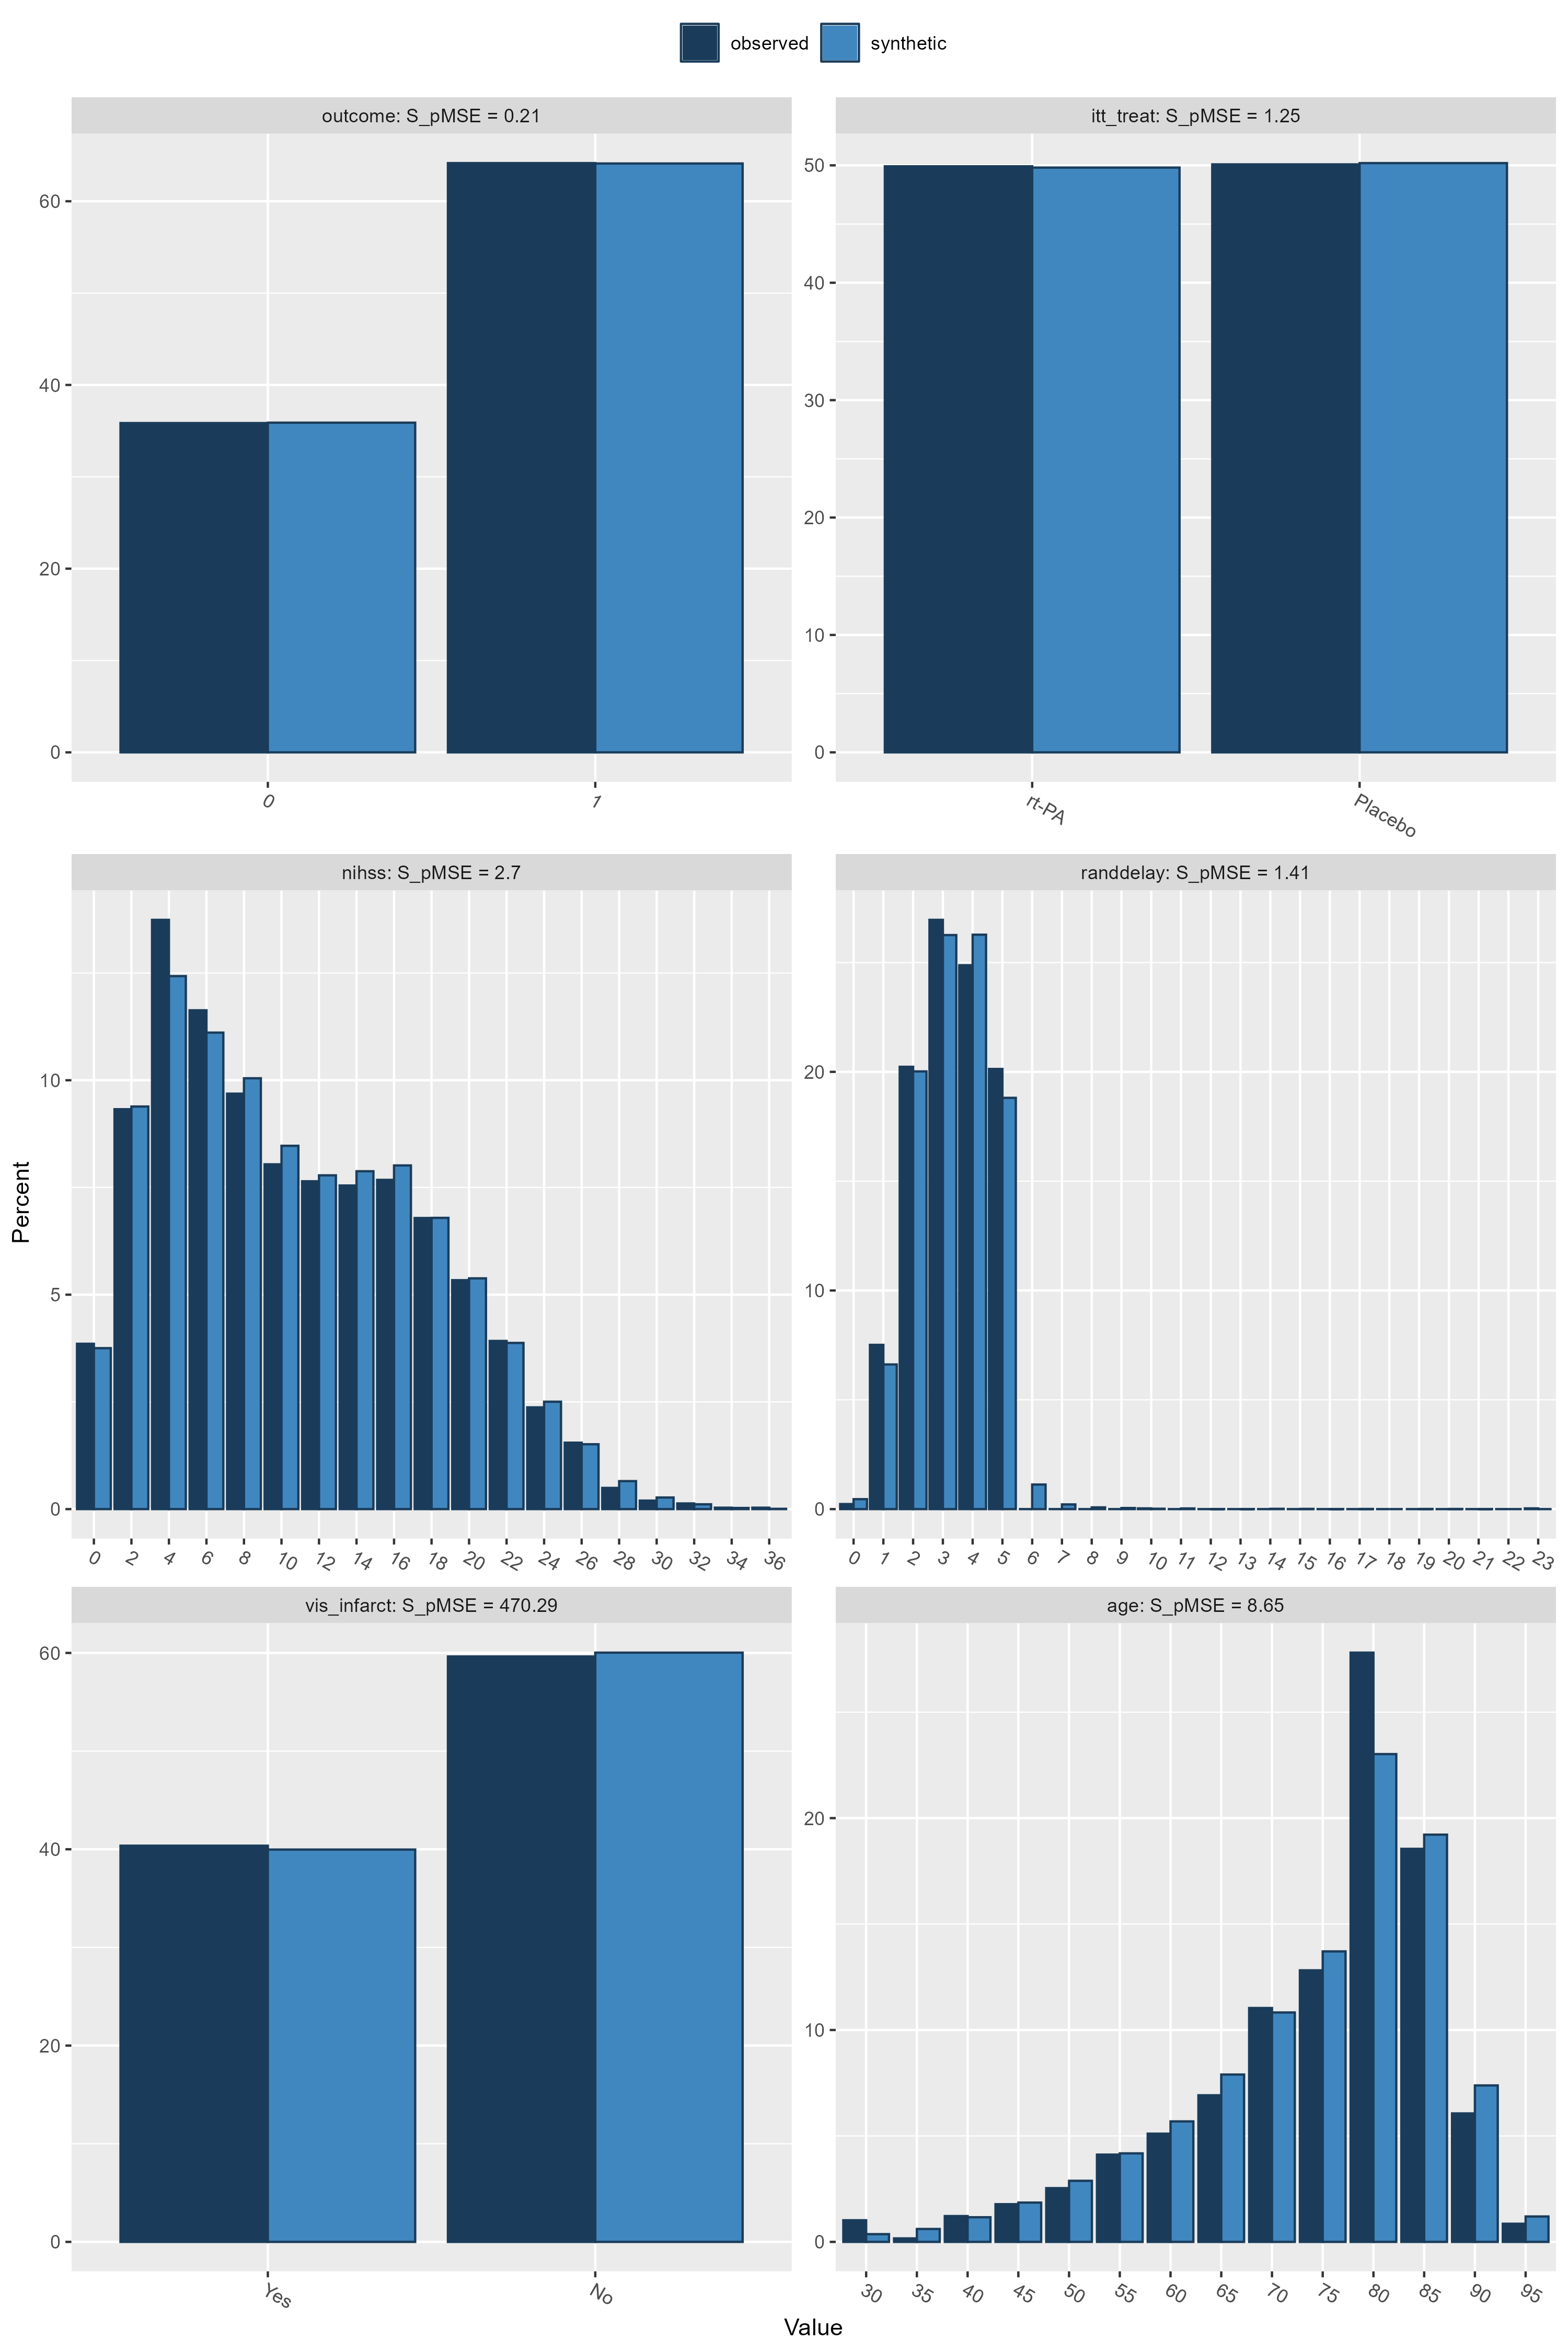 observed synthetic
outcome: S_pMSE = 0.21
60
40
20
0
0 1
itt_treat: S_pMSE = 1.25
50
40
30
20
10
0
rt-PA Placebo
Percent
nihss: S_pMSE = 2.7
10
5
0
0 2 4 6 8 10 12 14 16 18 20 22 24 26 28 30 32 34 36
randdelay: S_pMSE = 1.41
20
10
0
0 1 2 3 4 5 6 7 8 9 10 11 12 13 14 15 16 17 18 19 20 21 22 23
vis_infarct: S_pMSE = 470.29
60
40
20
0
Yes No
age: S_pMSE = 8.65
20
10
0
30 35 40 45 50 55 60 65 70 75 80 85 90 95
Value